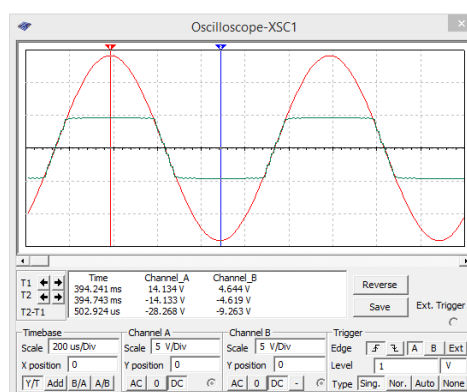 Oscilloscope-XSC1
×
1
2
Time Channel_A Channel_B
T1 394.241 ms 14.134 V 4.644 V
T2 394.743 ms -14.133 V -4.619 V
T2-T1 502.924 us -28.268 V -9.263 V
Reverse
Save
Ext. Trigger
Timebase
Scale 200 us/Div
X position 0
Y/T Add B/A A/B
Channel A
Scale 5 V/Div
Y position 0
AC 0 DC
Channel B
Scale 5 V/Div
Y position 0
AC 0 DC -
Trigger
Edge A B Ext
Level 1 V
Type Sing. Nor. Auto None